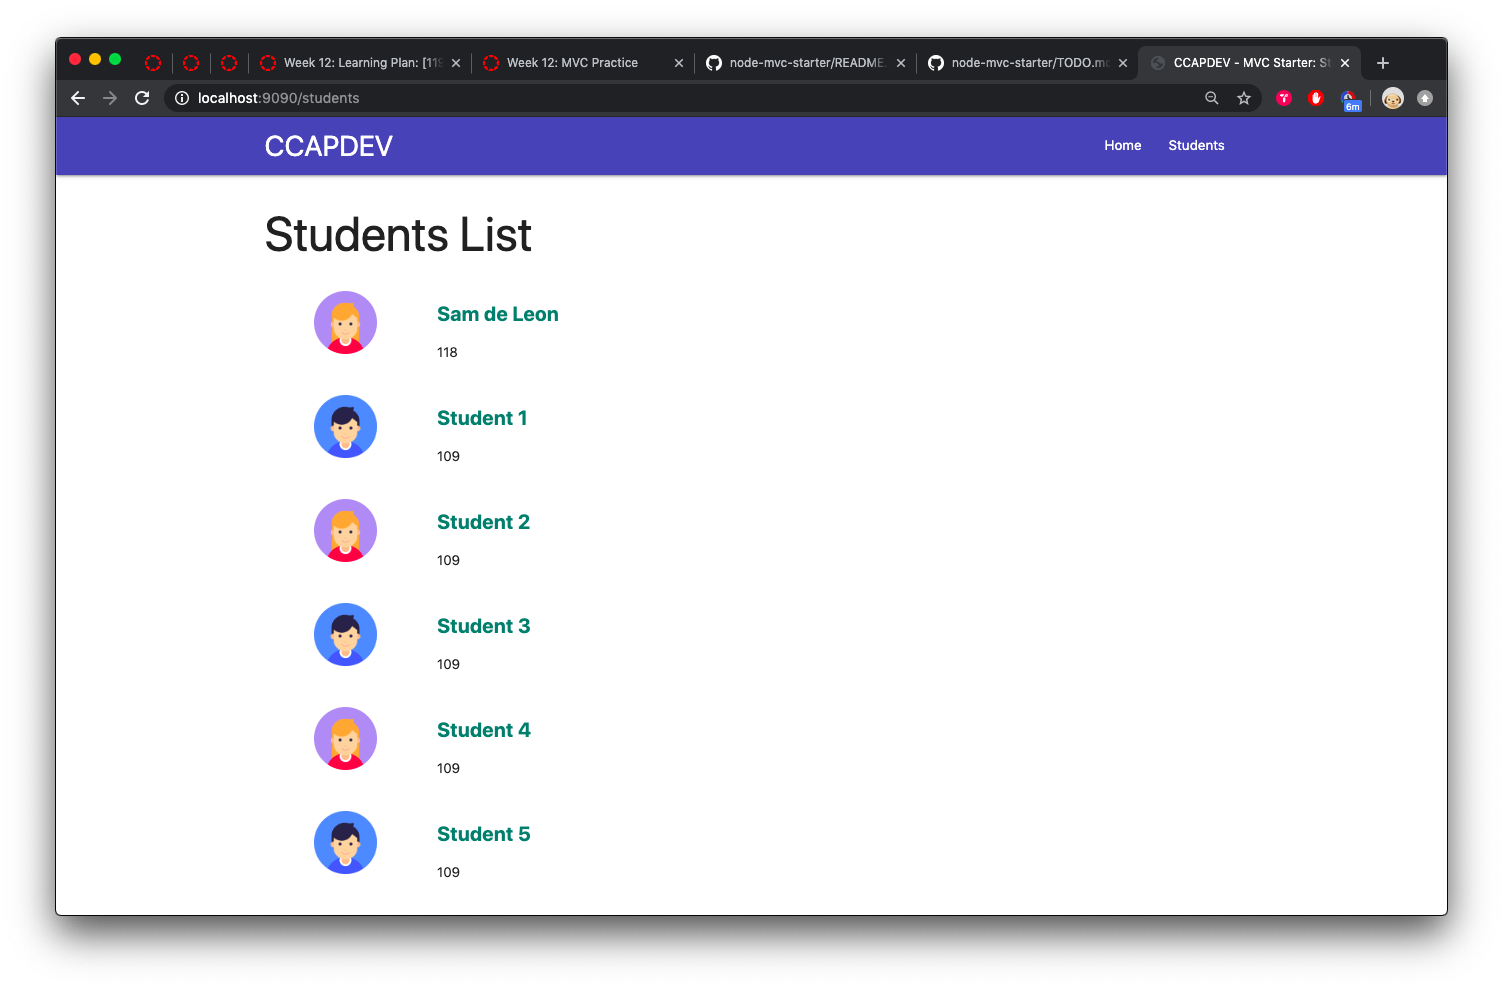 Week 12: Learning Plan: [119
Week 12: MVC Practice
node-mvc-starter/README.
node-mvc-starter/TODO.mc
CCAPDEV - MVC Starter: St
localhost:9090/students
6m
CCAPDEV
Home
Students
Students List
Sam de Leon
118
Student 1
109
Student 2
109
Student 3
109
Student 4
109
Student 5
109